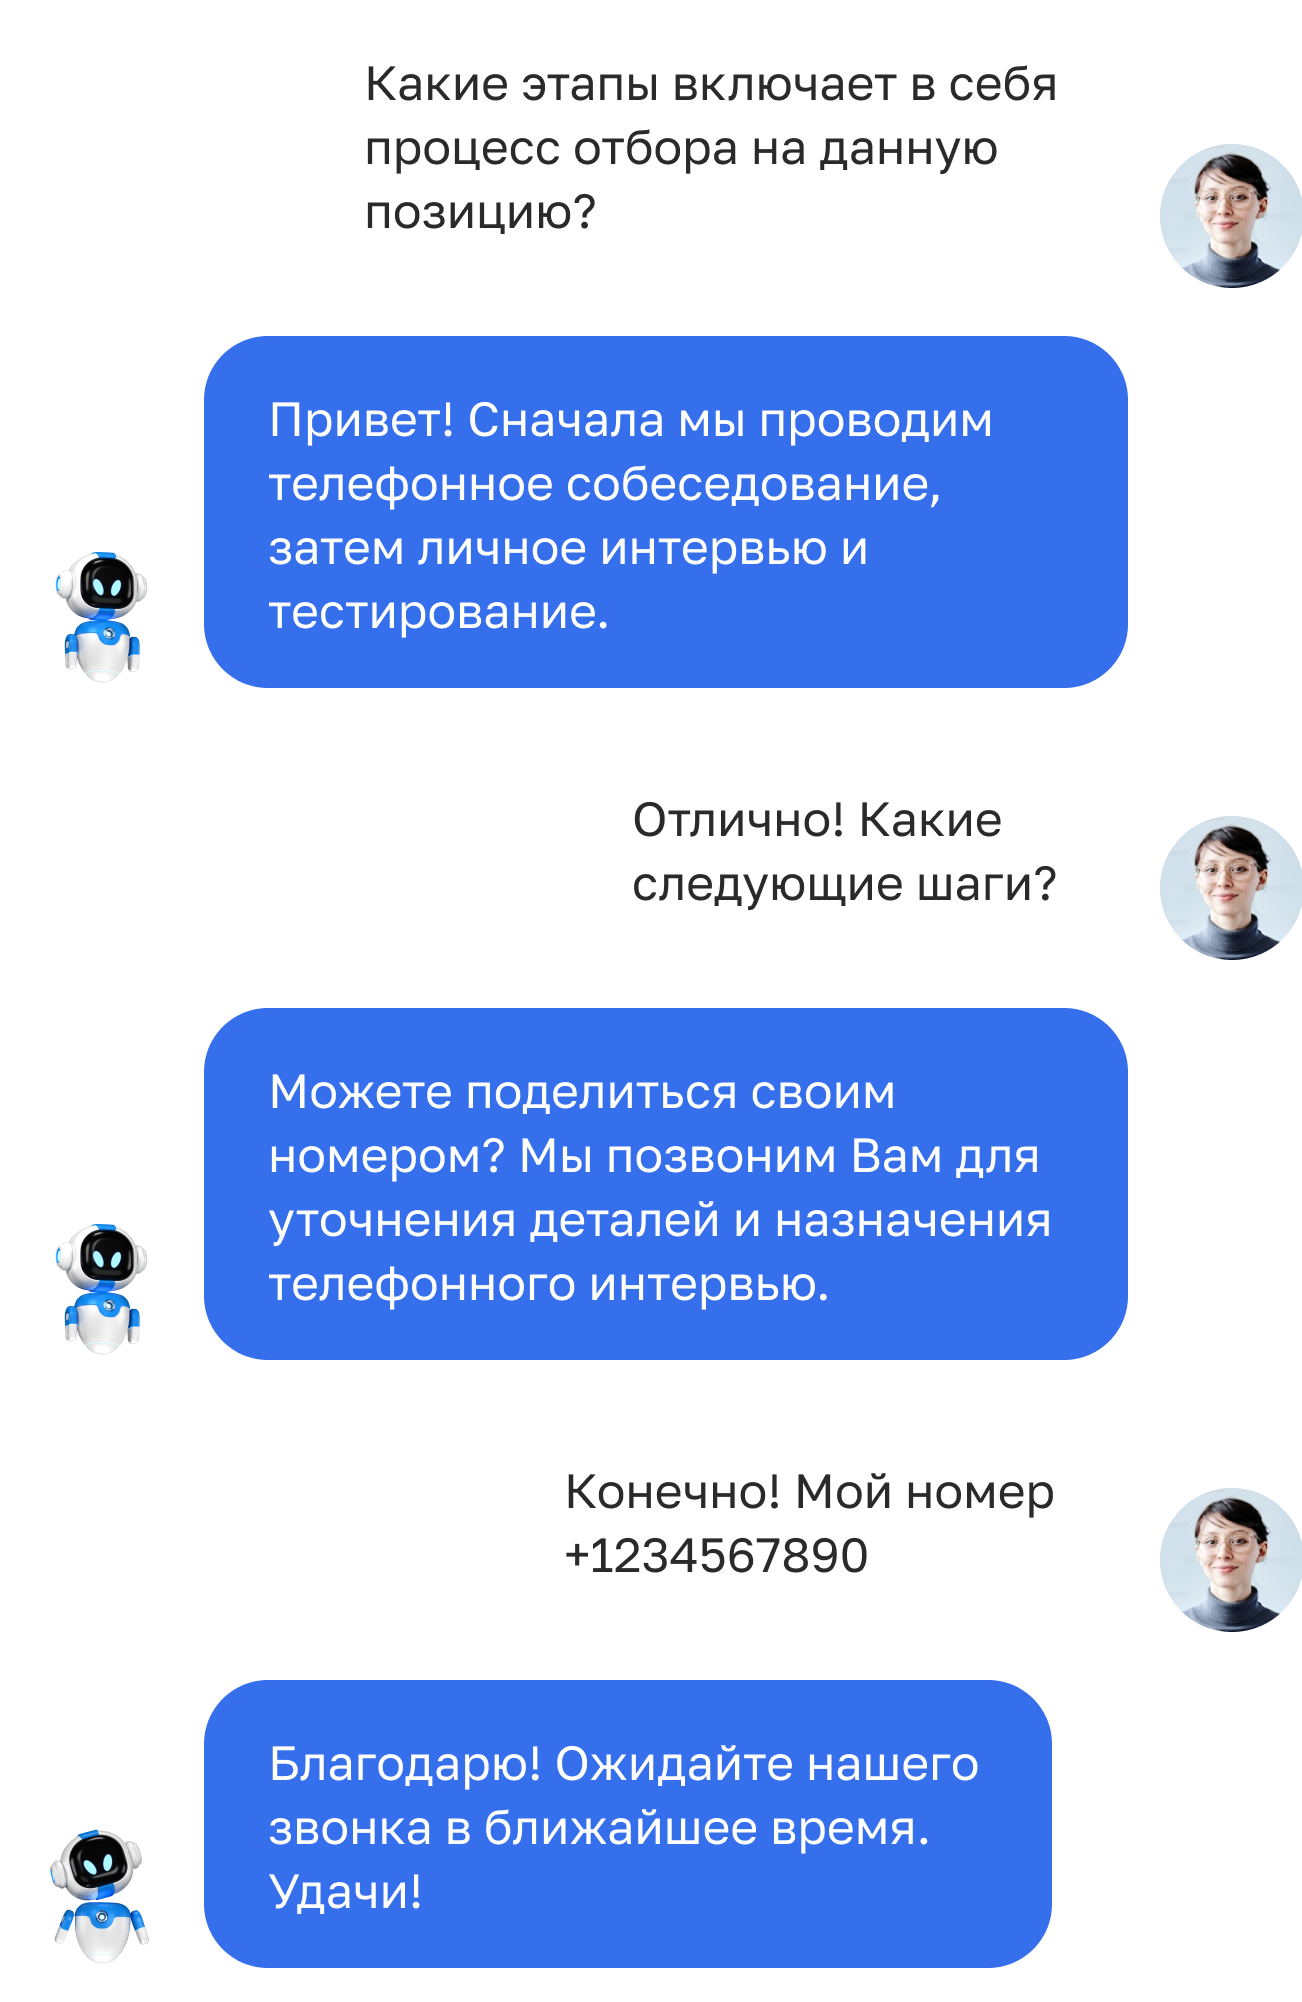 Какие этапы включает в себя
процесс отбора на данную
позицию?
Привет! Сначала мы проводим
телефонное собеседование,
затем личное интервью и
тестирование.
Отлично! Какие
следующие шаги?
Можете поделиться своим
номером? Мы позвоним Вам для
уточнения деталей и назначения
телефонного интервью.
Конечно! Мой номер
+1234567890
Благодарю! Ожидайте нашего
звонка в ближайшее время.
Удачи!